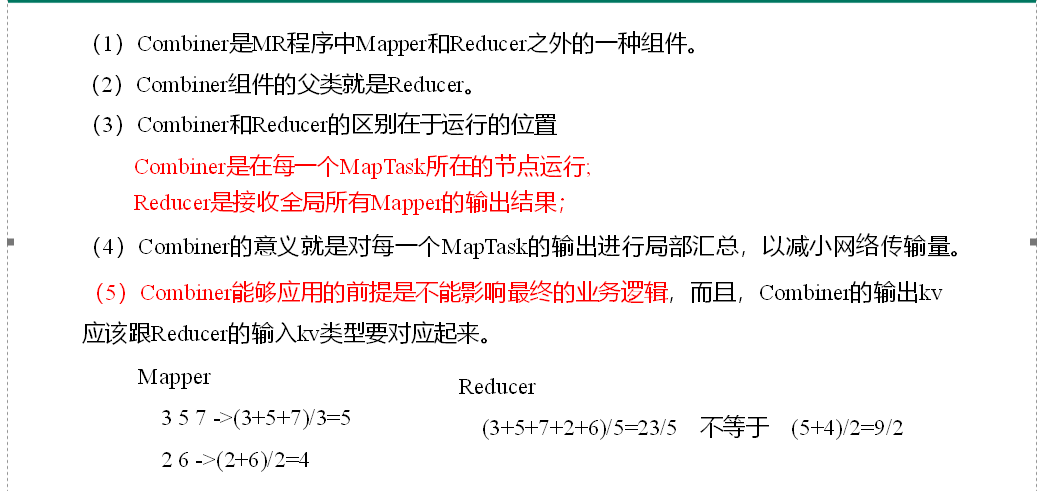 （1）Combiner是MR程序中Mapper和Reducer之外的一种组件。
（2）Combiner组件的父类就是Reducer。
（3）Combiner和Reducer的区别在于运行的位置
Combiner是在每一个MapTask所在的节点运行;
Reducer是接收全局所有Mapper的输出结果；
（4）Combiner的意义就是对每一个MapTask的输出进行局部汇总，以减小网络传输量。
（5）Combiner能够应用的前提是不能影响最终的业务逻辑，而且，Combiner的输出kv
应该跟Reducer的输入kv类型要对应起来。
Mapper
3 5 7 ->(3+5+7)/3=5
2 6 ->(2+6)/2=4
Reducer
(3+5+7+2+6)/5=23/5 不等于 (5+4)/2=9/2